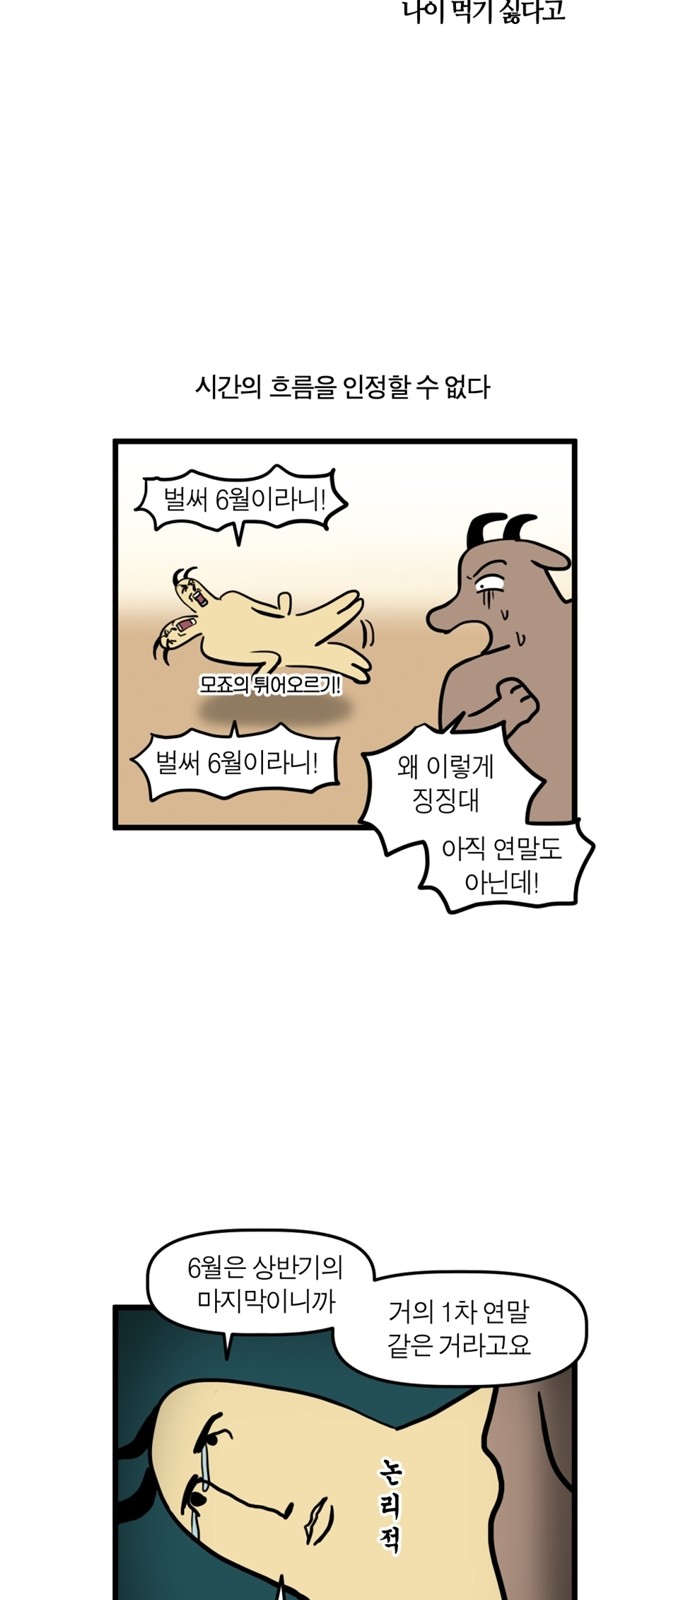 나이 먹기 싫다고
시간의 흐름을 인정할 수 없다
벌써 6월이라니!
모죠의 튀어오르기!
벌써 6월이라니!
왜 이렇게
징징대
아직 연말도
아닌데!
6월은 상반기의
마지막이니까
거의 1차 연말
같은 거라고요
논리적